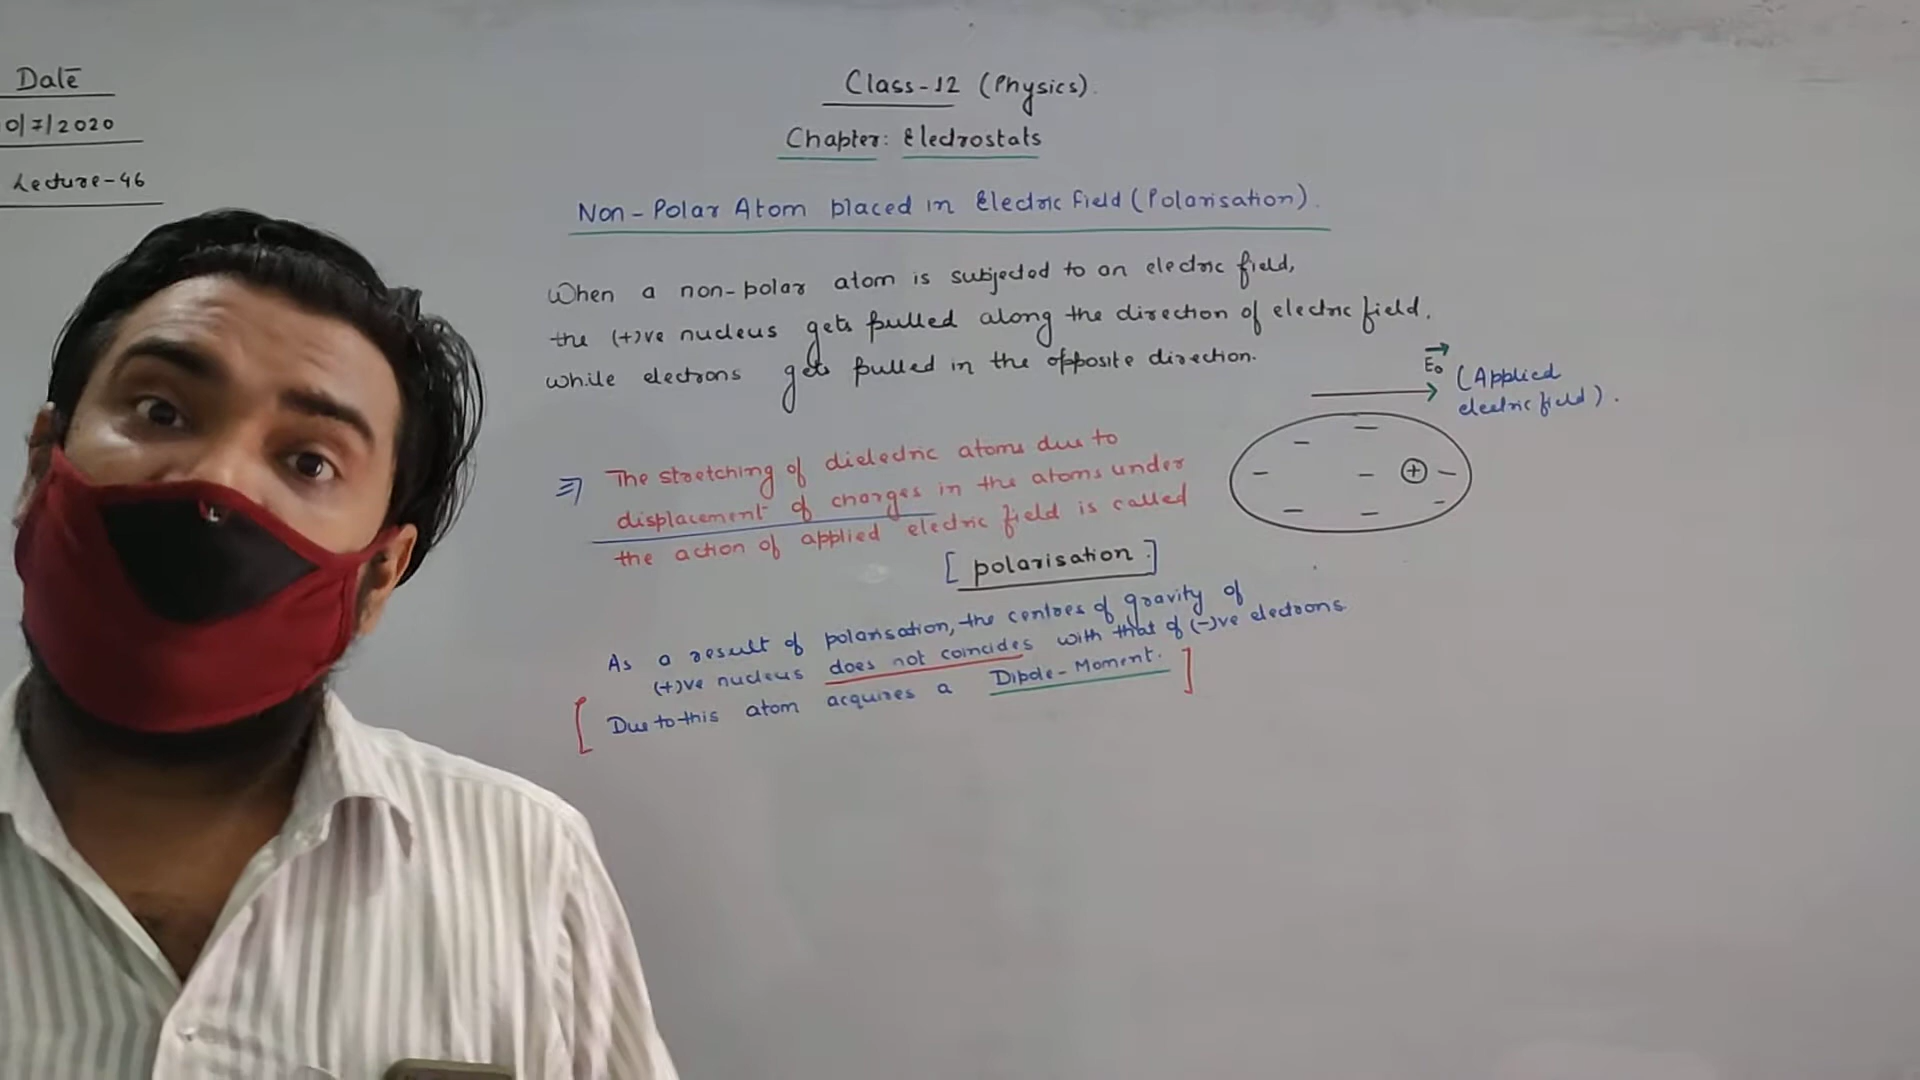 Date
0/7/2020
Lecture-46
Class-12 (Physics).
Chapter: Electrostats
Non-Polar Atom placed in Electric field (Polarisation).
When a non-polar atom is subjected to an electric field,
the (+)ve nucleus gets pulled along the direction of electric field.
while electrons gets pulled in the opposite direction.
E₀
(Applied
electric field).
⇒ The stretching of dielectric atoms due to
displacement of charges in the atoms under
the action of applied electric field is called
[polarisation.]
As a result of polarisation, the centres of gravity of
(+)ve nucleus does not coincides with that of (-)ve electrons
[Due to this atom acquires a Dipole-Moment.]